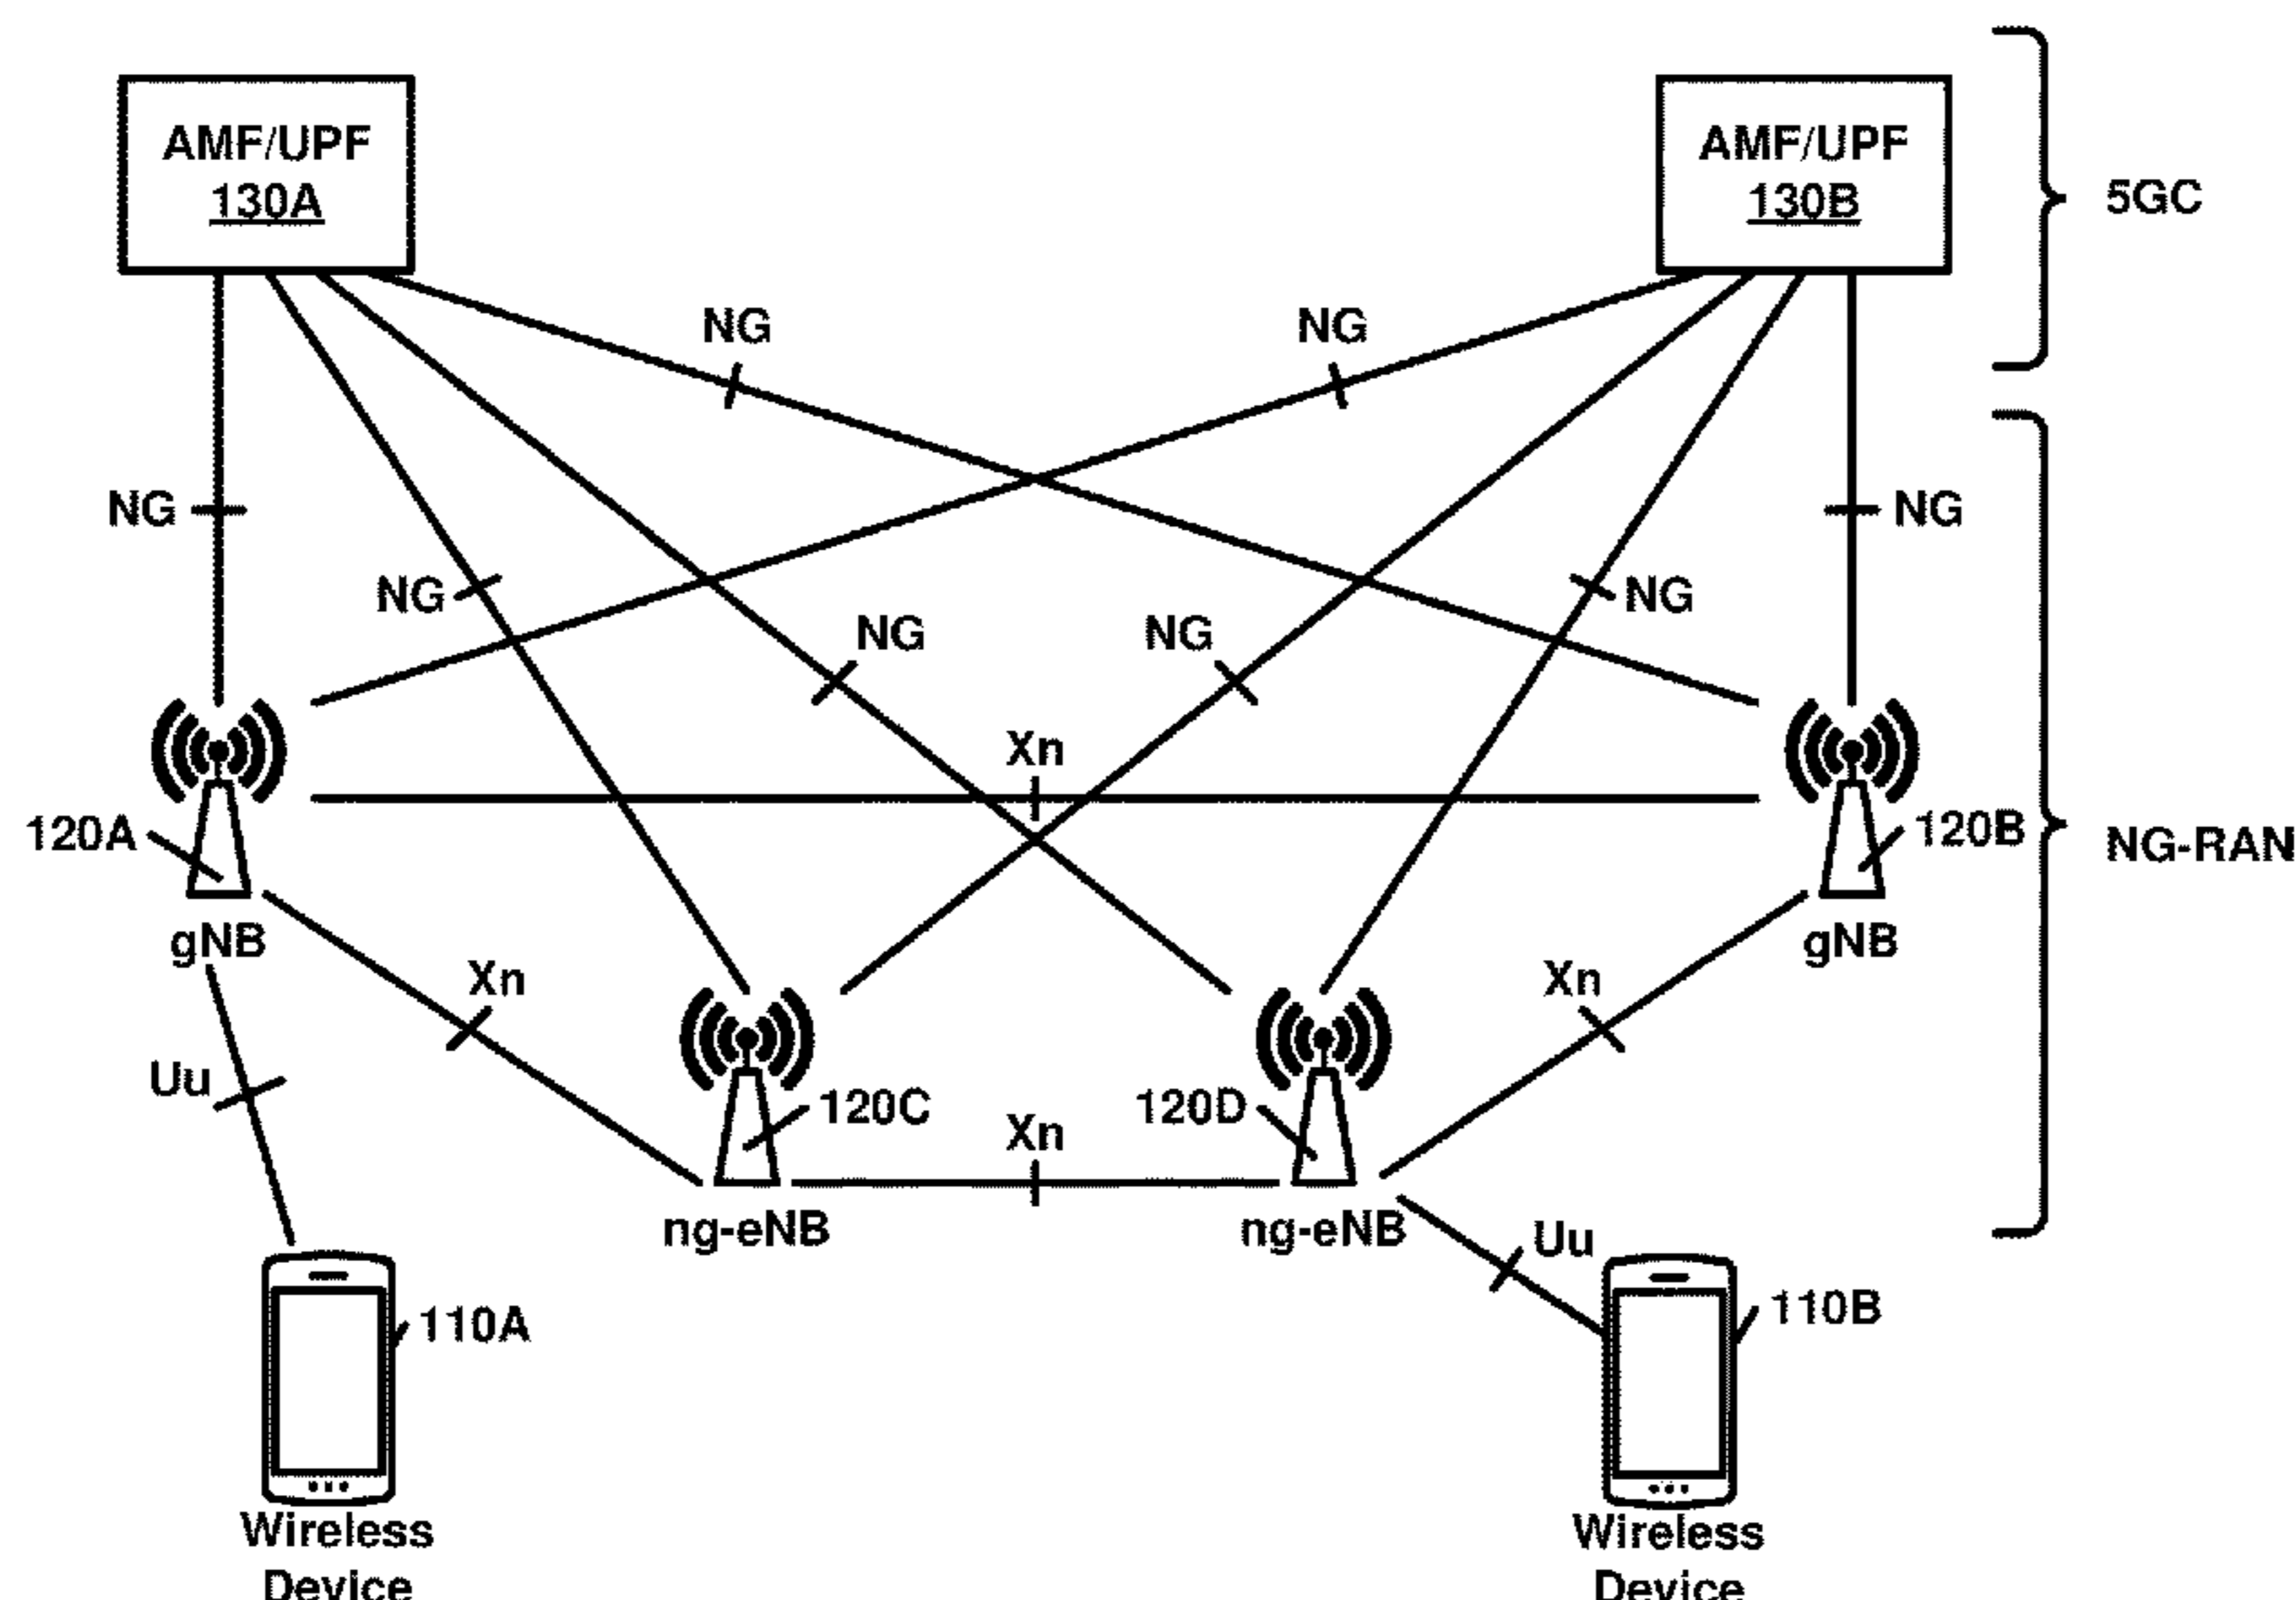 AMF/UPF
130A
AMF/UPF
130B
5GC
NG
NG
NG
NG
NG
NG
NG
NG
Xn
120A
120B
NG-RAN
gNB
gNB
Xn
Xn
Uu
120C
120D
Xn
ng-eNB
ng-eNB
Uu
110A
110B
Wireless
Device
Wireless
Device